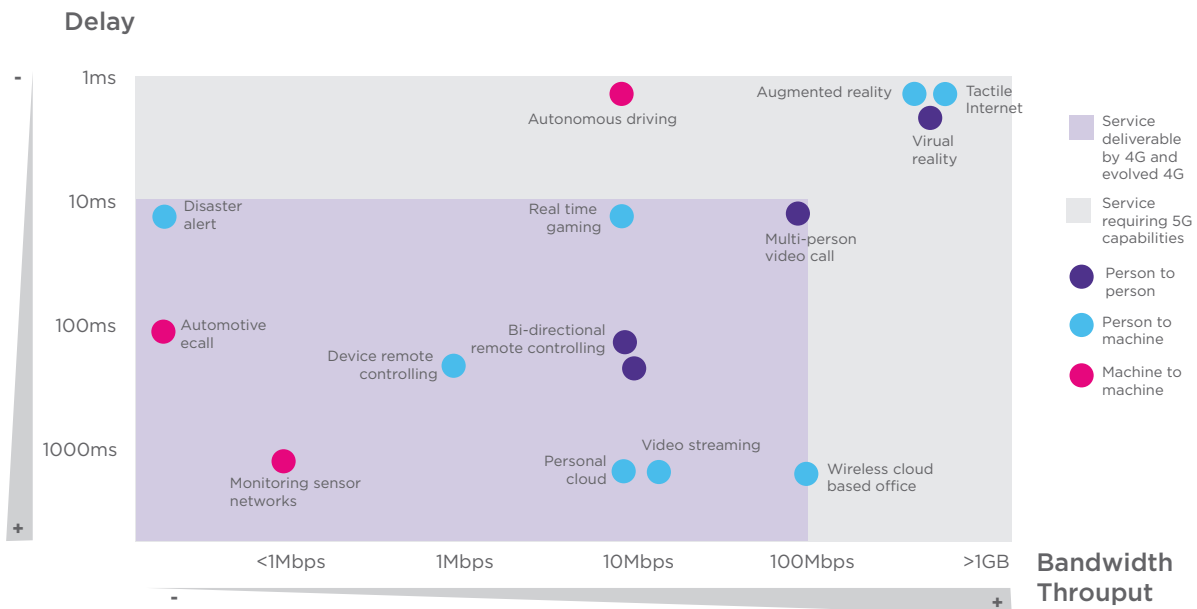 Delay
-
1ms
10ms
100ms
1000ms
+
Autonomous driving
Augmented reality
Tactile
Internet
Virual
reality
Disaster
alert
Real time
gaming
Multi-person
video call
Automotive
ecall
Bi-directional
remote controlling
Device remote
controlling
Monitoring sensor
networks
Personal
cloud
Video streaming
Wireless cloud
based office
<1Mbps
1Mbps
10Mbps
100Mbps
>1GB
Bandwidth
Throuput
-
+
Service
deliverable
by 4G and
evolved 4G
Service
requiring 5G
capabilities
Person to
person
Person to
machine
Machine to
machine